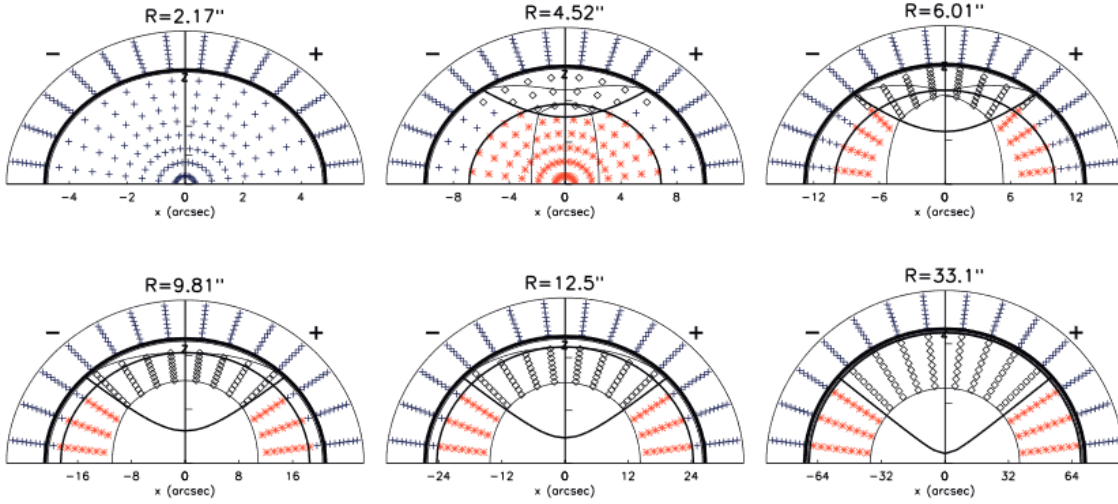 R=2.17" R=4.52" R=6.01"
− + − + − +
z z z
-4 -2 0 2 4 -8 -4 0 4 8 -12 -6 0 6 12
x (arcsec) x (arcsec) x (arcsec)
R=9.81" R=12.5" R=33.1"
− + − + − +
z z z
-16 -8 0 8 16 -24 -12 0 12 24 -64 -32 0 32 64
x (arcsec) x (arcsec) x (arcsec)